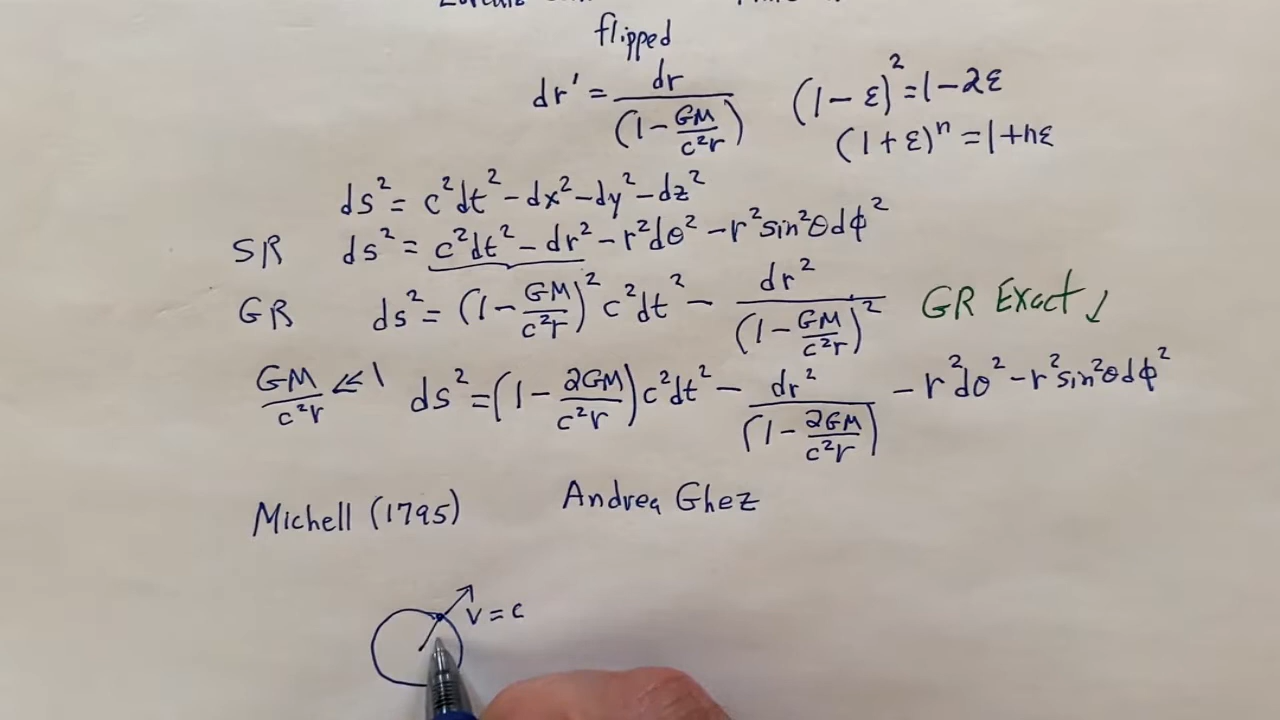 flipped
dr' = dr / (1 - GM/c²r) (1 - ε)² = 1 - 2ε
(1 + ε)ⁿ = 1 + nε
ds² = c²dt² - dx² - dy² - dz²
SR ds² = c²dt² - dr² - r²dθ² - r²sin²θdϕ²
GR ds² = (1 - GM/c²r)² c²dt² - dr² / (1 - GM/c²r)² GR Exact ↓
GM/c²r << 1 ds² = (1 - 2GM/c²r) c²dt² - dr² / (1 - 2GM/c²r) - r²dθ² - r²sin²θdϕ²
Michell (1795) Andrea Ghez
v = c